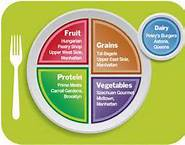 Fruit
Hungarian
Pastry Shop
Upper West Side,
Manhattan
Grains
Tal Bagels
Upper East Side,
Manhattan
Dairy
Petey's Burgers
Astoria,
Queens
Protein
Prime Meats
Carroll Gardens,
Brooklyn
Vegetables
Szechuan Gourmet
Midtown,
Manhattan